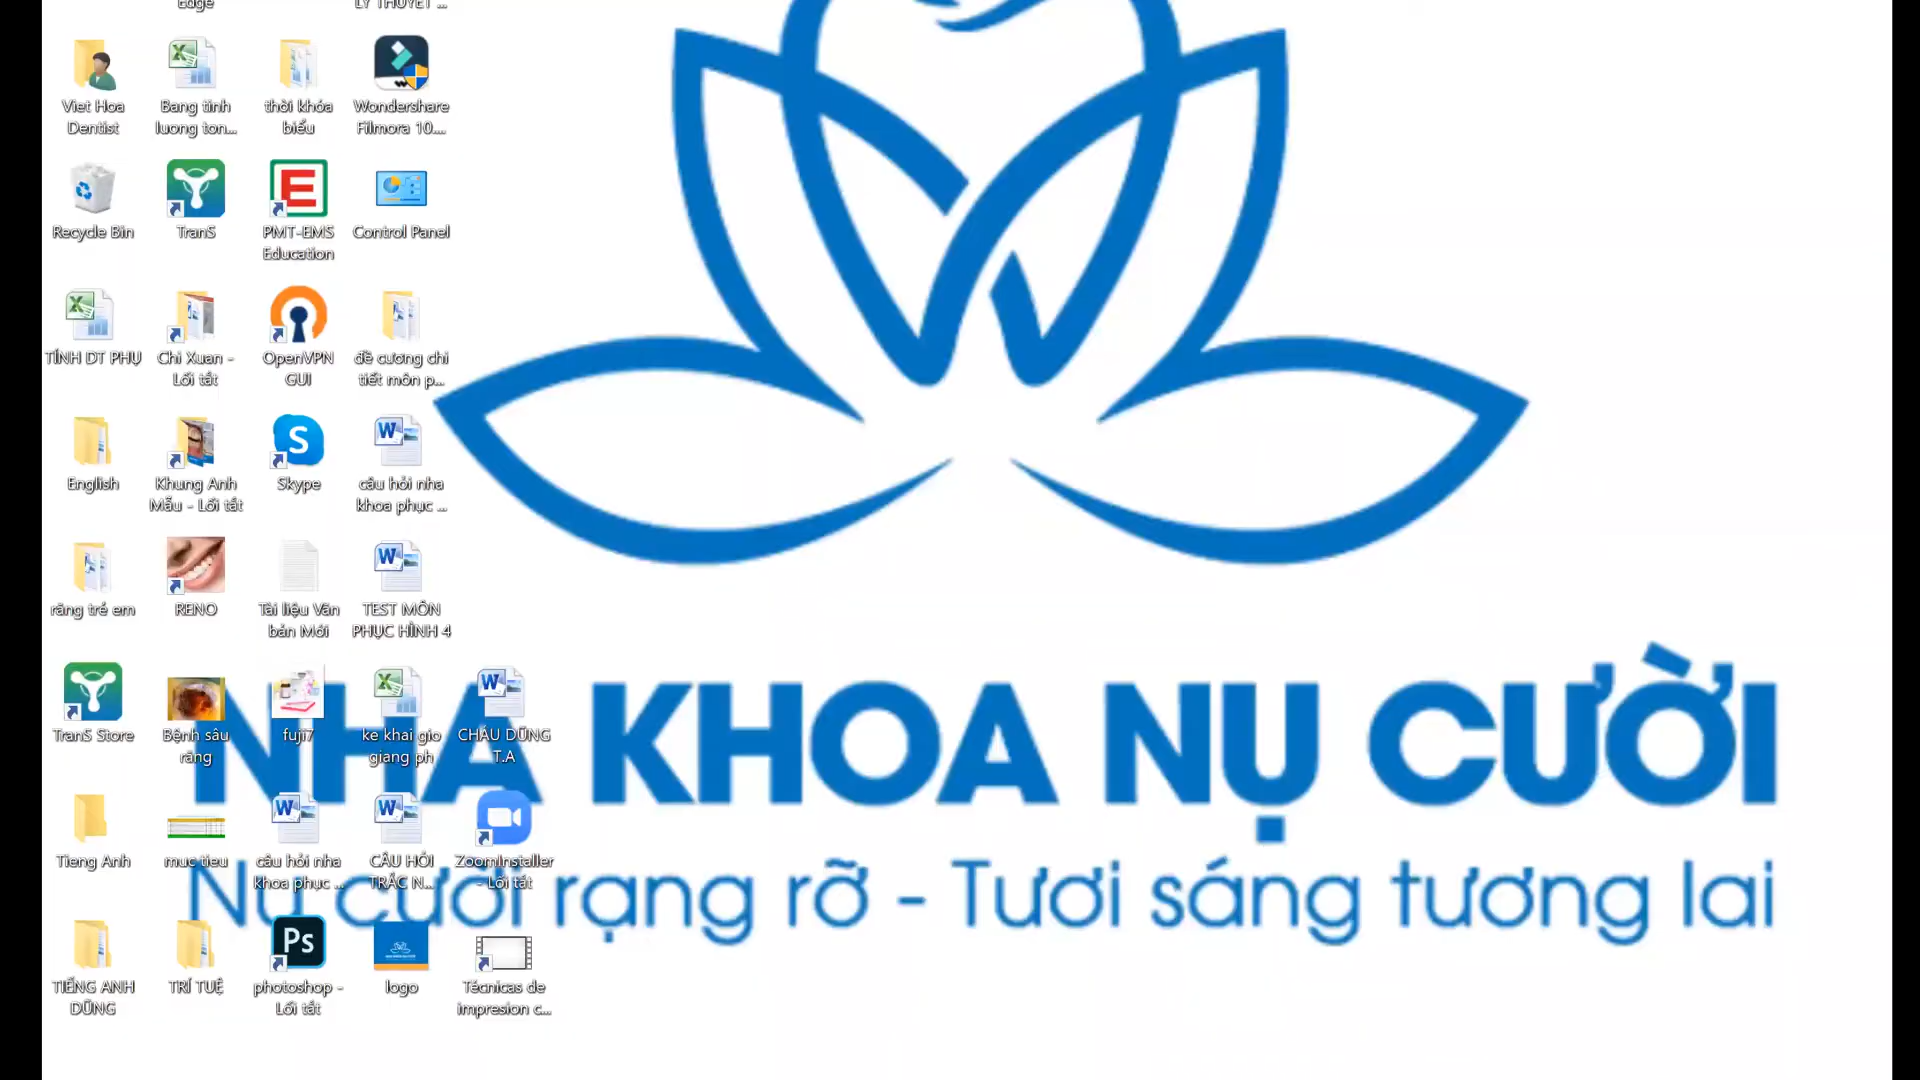 Edge
LÝ THUYẾT ...
Viet Hoa
Dentist
Bang tinh
luong ton...
thời khóa
biểu
Wondershare
Filmora 10....
Recycle Bin
TranS
PMT-EMS
Education
Control Panel
TÍNH DT PHỤ
Chi Xuan -
Lối tắt
OpenVPN
GUI
đề cương chi
tiết môn p...
English
Khung Anh
Mẫu - Lối tắt
Skype
câu hỏi nha
khoa phục ...
răng trẻ em
RENO
Tài liệu Văn
bản Mới
TEST MÔN
PHỤC HÌNH 4
TranS Store
Bệnh sâu
răng
fuji7
ke khai gio
giang ph
CHÁU DŨNG
T.A
NHA KHOA NỤ CƯỜI
Tieng Anh
muc tieu
câu hỏi nha
khoa phục ...
CÂU HỎI
TRẮC N...
ZoomInstaller
- Lối tắt
Nụ cười rạng rỡ - Tươi sáng tương lai
TIẾNG ANH
DŨNG
TRÍ TUỆ
Ps
photoshop -
Lối tắt
logo
Técnicas de
impresion c...